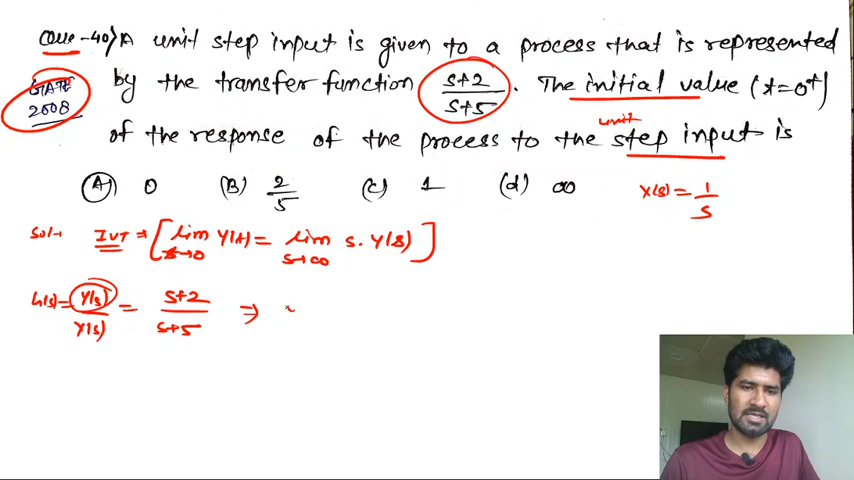 Que-40) A unit step input is given to a process that is represented
GATE 2008
by the transfer function s+2/s+5. The initial value (t=0+)
unit
of the response of the process to the step input is
(A) 0 (B) 2/5 (c) 1 (d) ∞
X(s) = 1/s
Sol:- IVT ⇒ [lim t→0 Y(t) = lim s→∞ s. Y(s)]
G(s) = Y(s)/Y(s) = s+2/s+5 ⇒